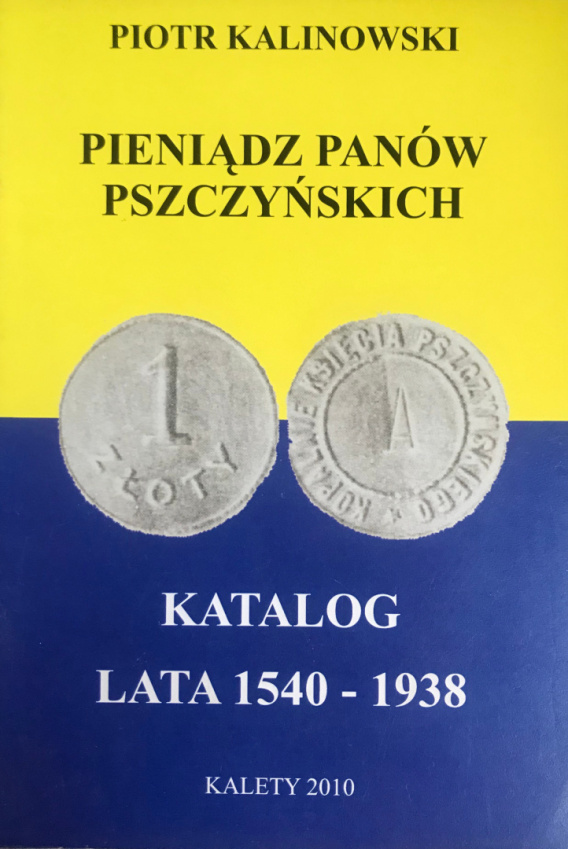 PIOTR KALINOWSKI
PIENIĄDZ PANÓW
PSZCZYŃSKICH
1
ZŁOTY
KOPALNIE KSIĘCIA PSZCZYŃSKIEGO *
A
KATALOG
LATA 1540 - 1938
KALETY 2010